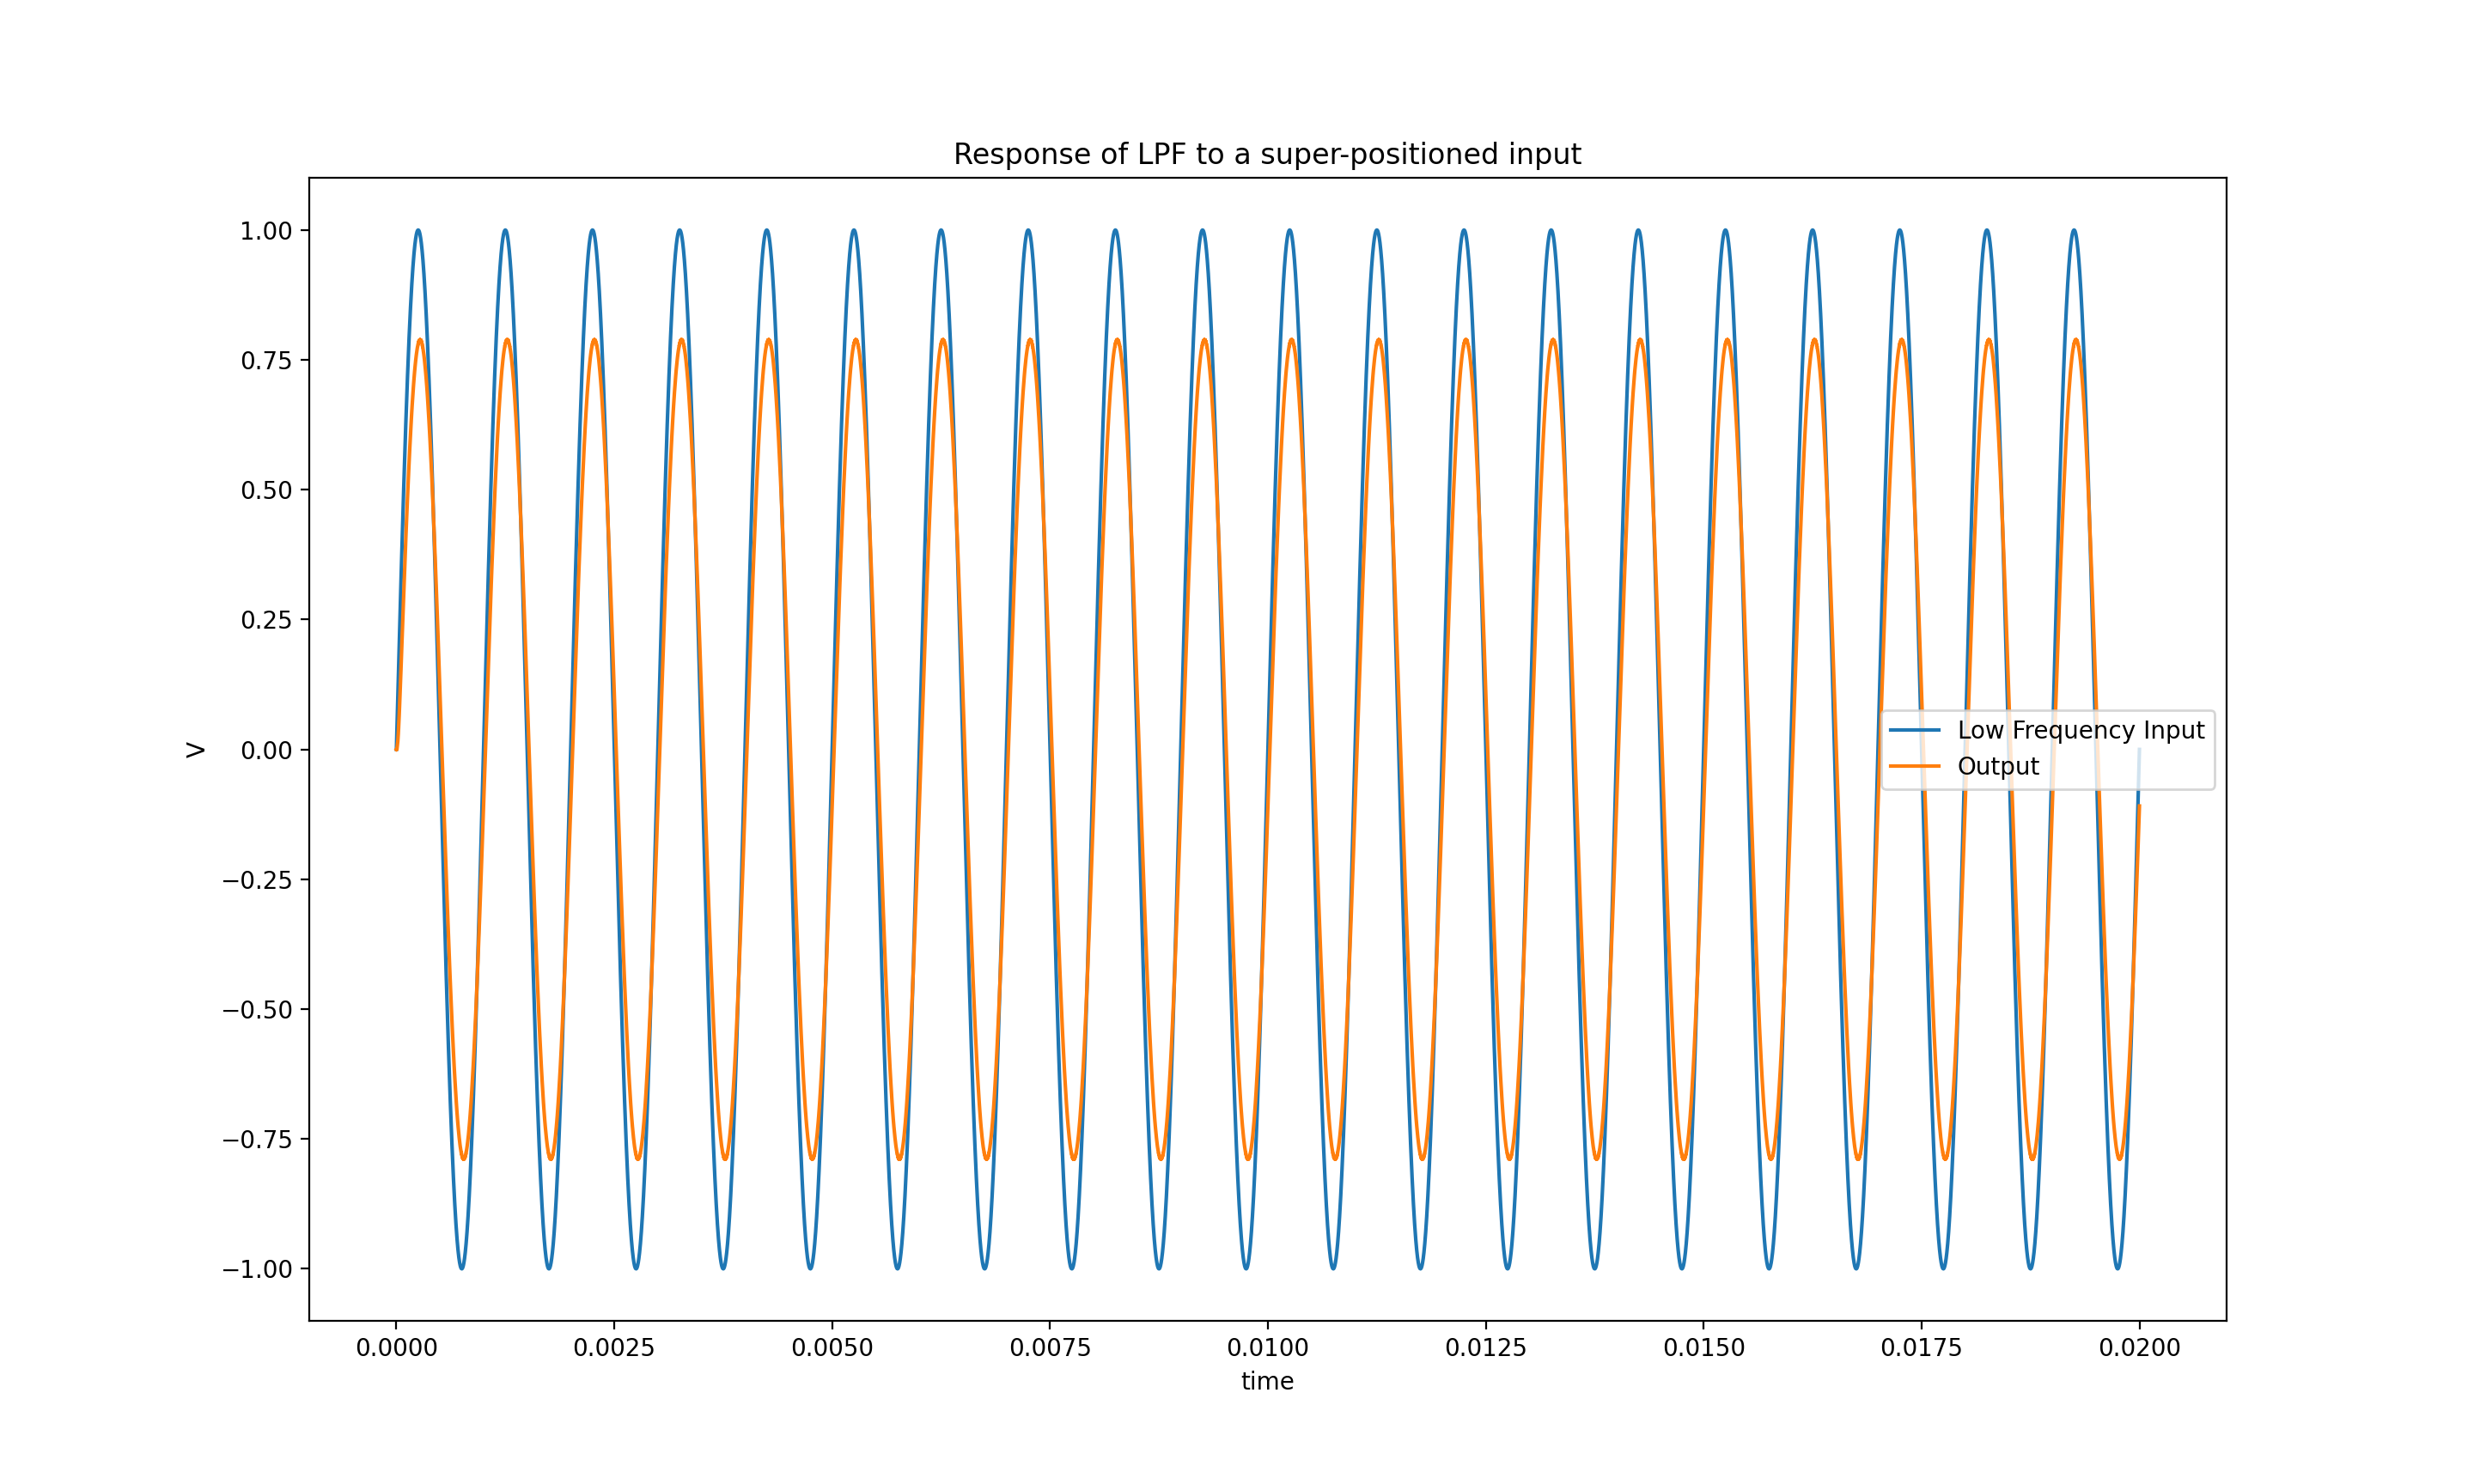 Response of LPF to a super-positioned input
1.00
0.75
0.50
0.25
0.00
−0.25
−0.50
−0.75
−1.00
V
Low Frequency Input
Output
0.0000 0.0025 0.0050 0.0075 0.0100 0.0125 0.0150 0.0175 0.0200
time